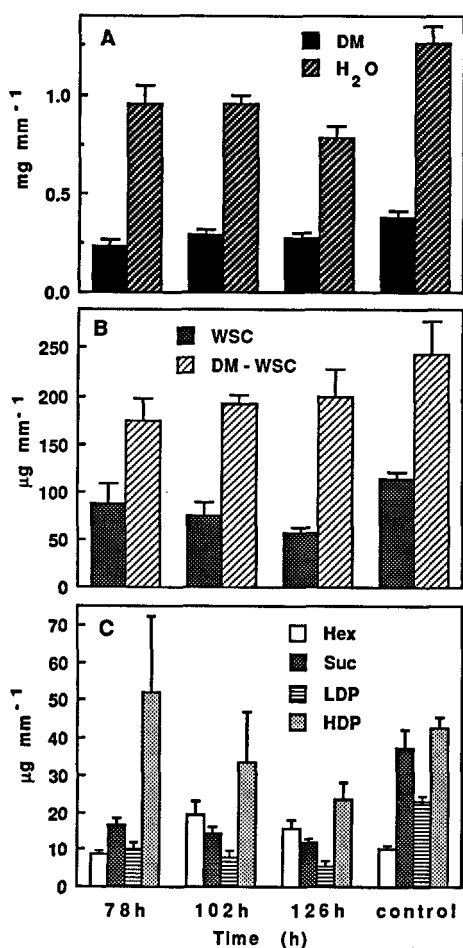 A
DM
H2O
1.0
0.5
0.0
mg mm -1
B
WSC
DM - WSC
250
200
150
100
50
0
µg mm -1
C
Hex
Suc
LDP
HDP
70
60
50
40
30
20
10
0
µg mm -1
78h 102h 126h control
Time (h)